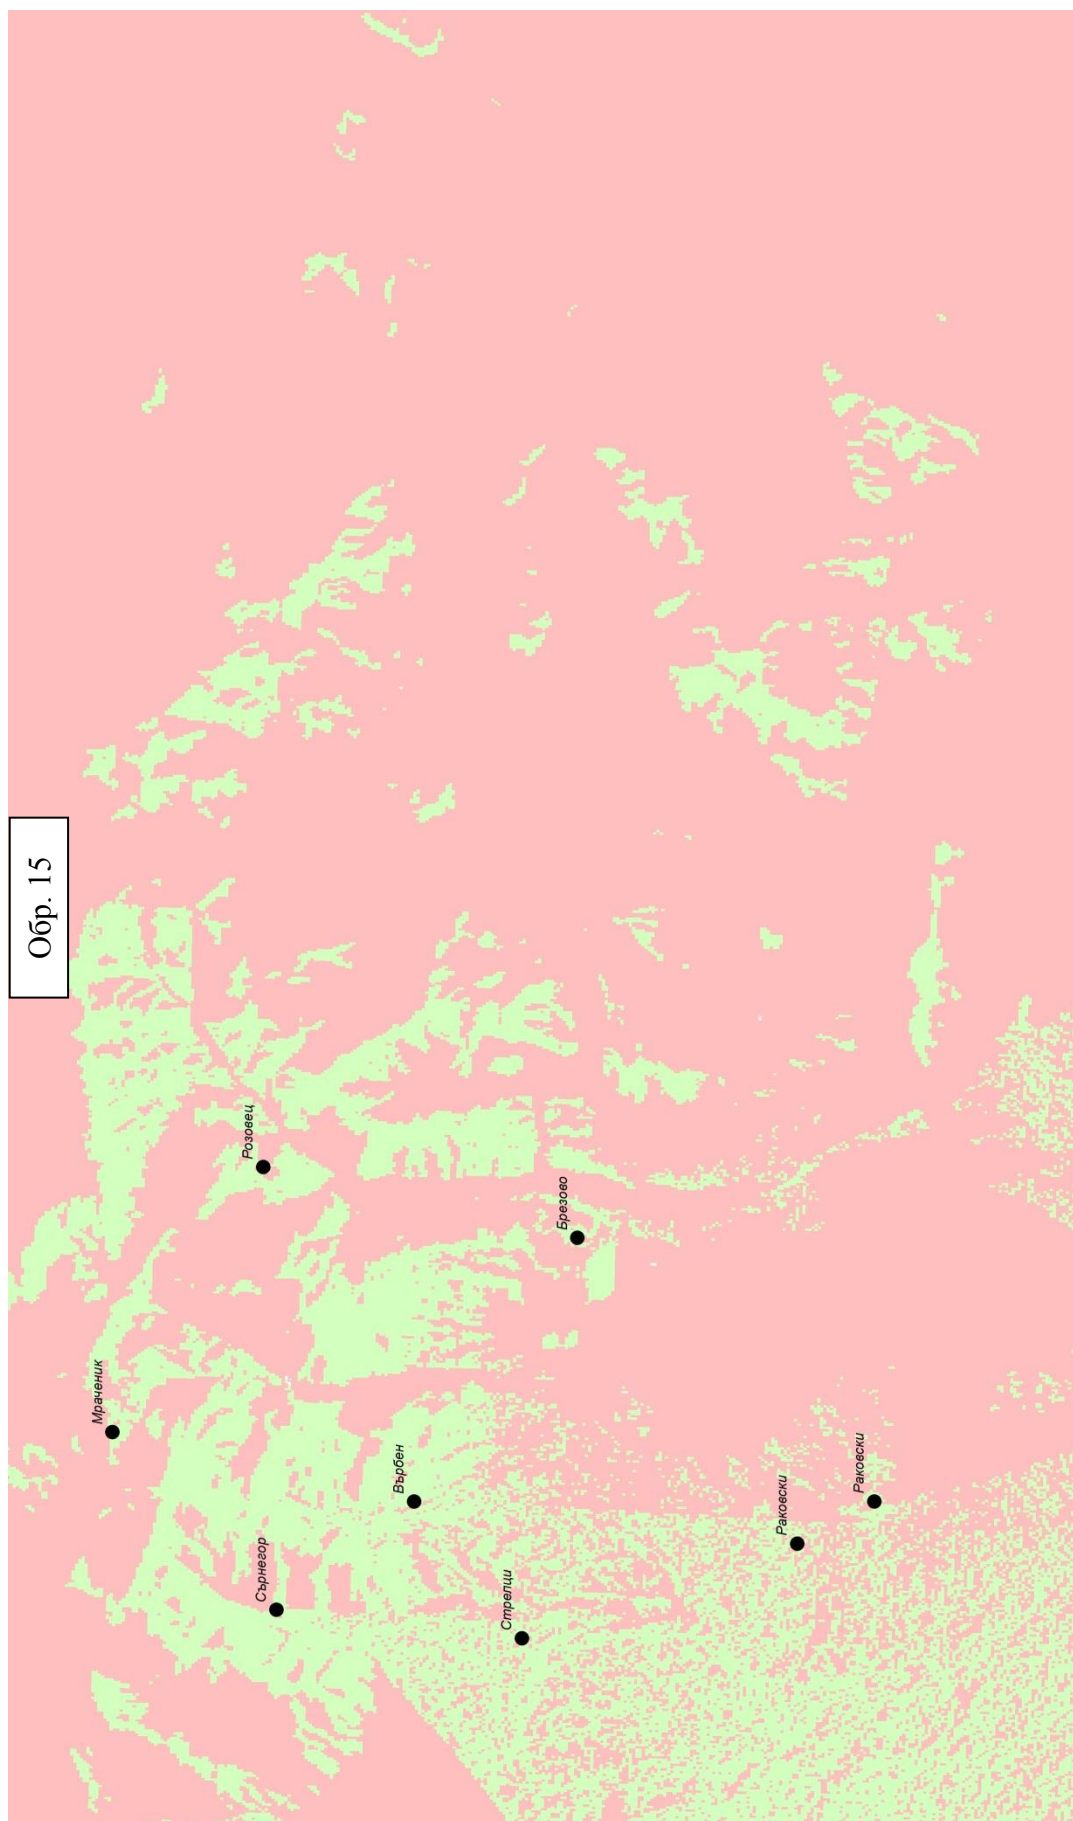 Обр. 15
Мраченик
Розовец
Сърнегор
Върбен
Брезово
Стрелци
Раковски
Раковски